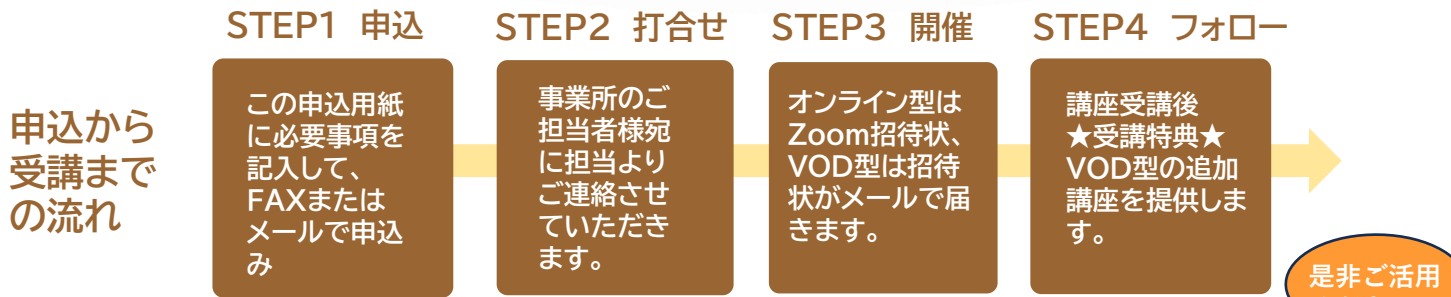 申込から
受講まで
の流れ
STEP1 申込
この申込用紙
に必要事項を
記入して、
FAXまたは
メールで申込
み
STEP2 打合せ
事業所のご
担当者様宛
に担当より
ご連絡させ
ていただき
ます。
STEP3 開催
オンライン型は
Zoom招待状、
VOD型は招待
状がメールで届
きます。
STEP4 フォロー
講座受講後
★受講特典★
VOD型の追加
講座を提供しま
す。
是非ご活用